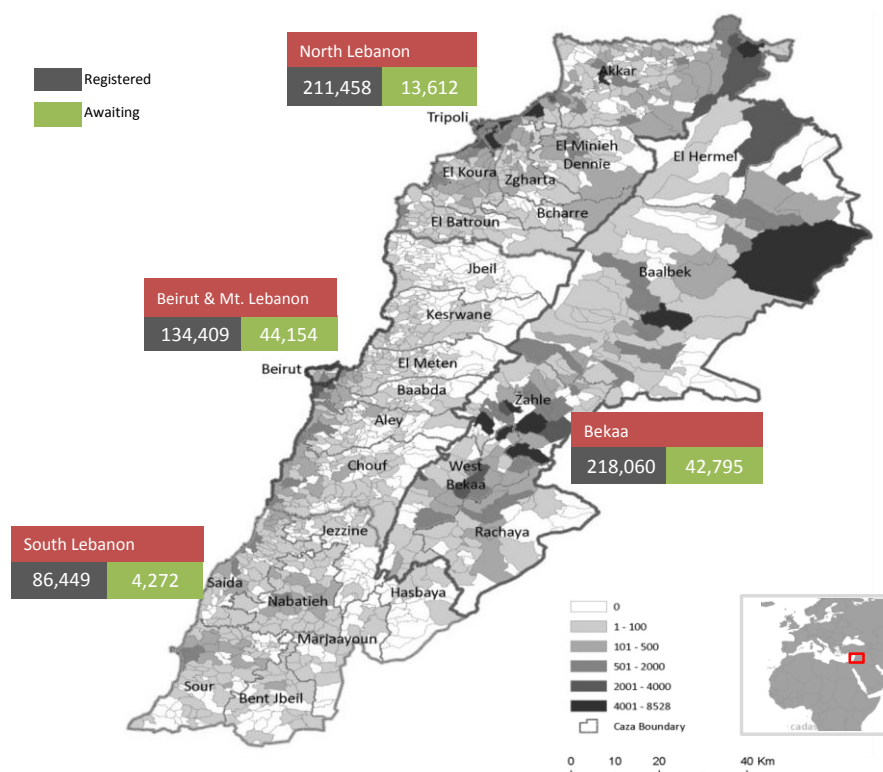 North Lebanon
211,458 13,612
Registered
Awaiting
Akkar
Tripoli
El Minieh
Dennie
El Hermel
El Koura
Zgharta
Bcharre
El Batroun
Jbeil
Baalbek
Beirut & Mt. Lebanon
134,409 44,154
Kesrwane
El Meten
Beirut
Baabda
Zahle
Aley
Bekaa
218,060 42,795
Chouf
West
Bekaa
South Lebanon
86,449 4,272
Jezzine
Rachaya
Saida
Hasbaya
Nabatieh
Marjaayoun
Sour
Bent Jbeil
0
1 - 100
101 - 500
501 - 2000
2001 - 4000
4001 - 8528
Caza Boundary
cadas
0 10 20 40 Km